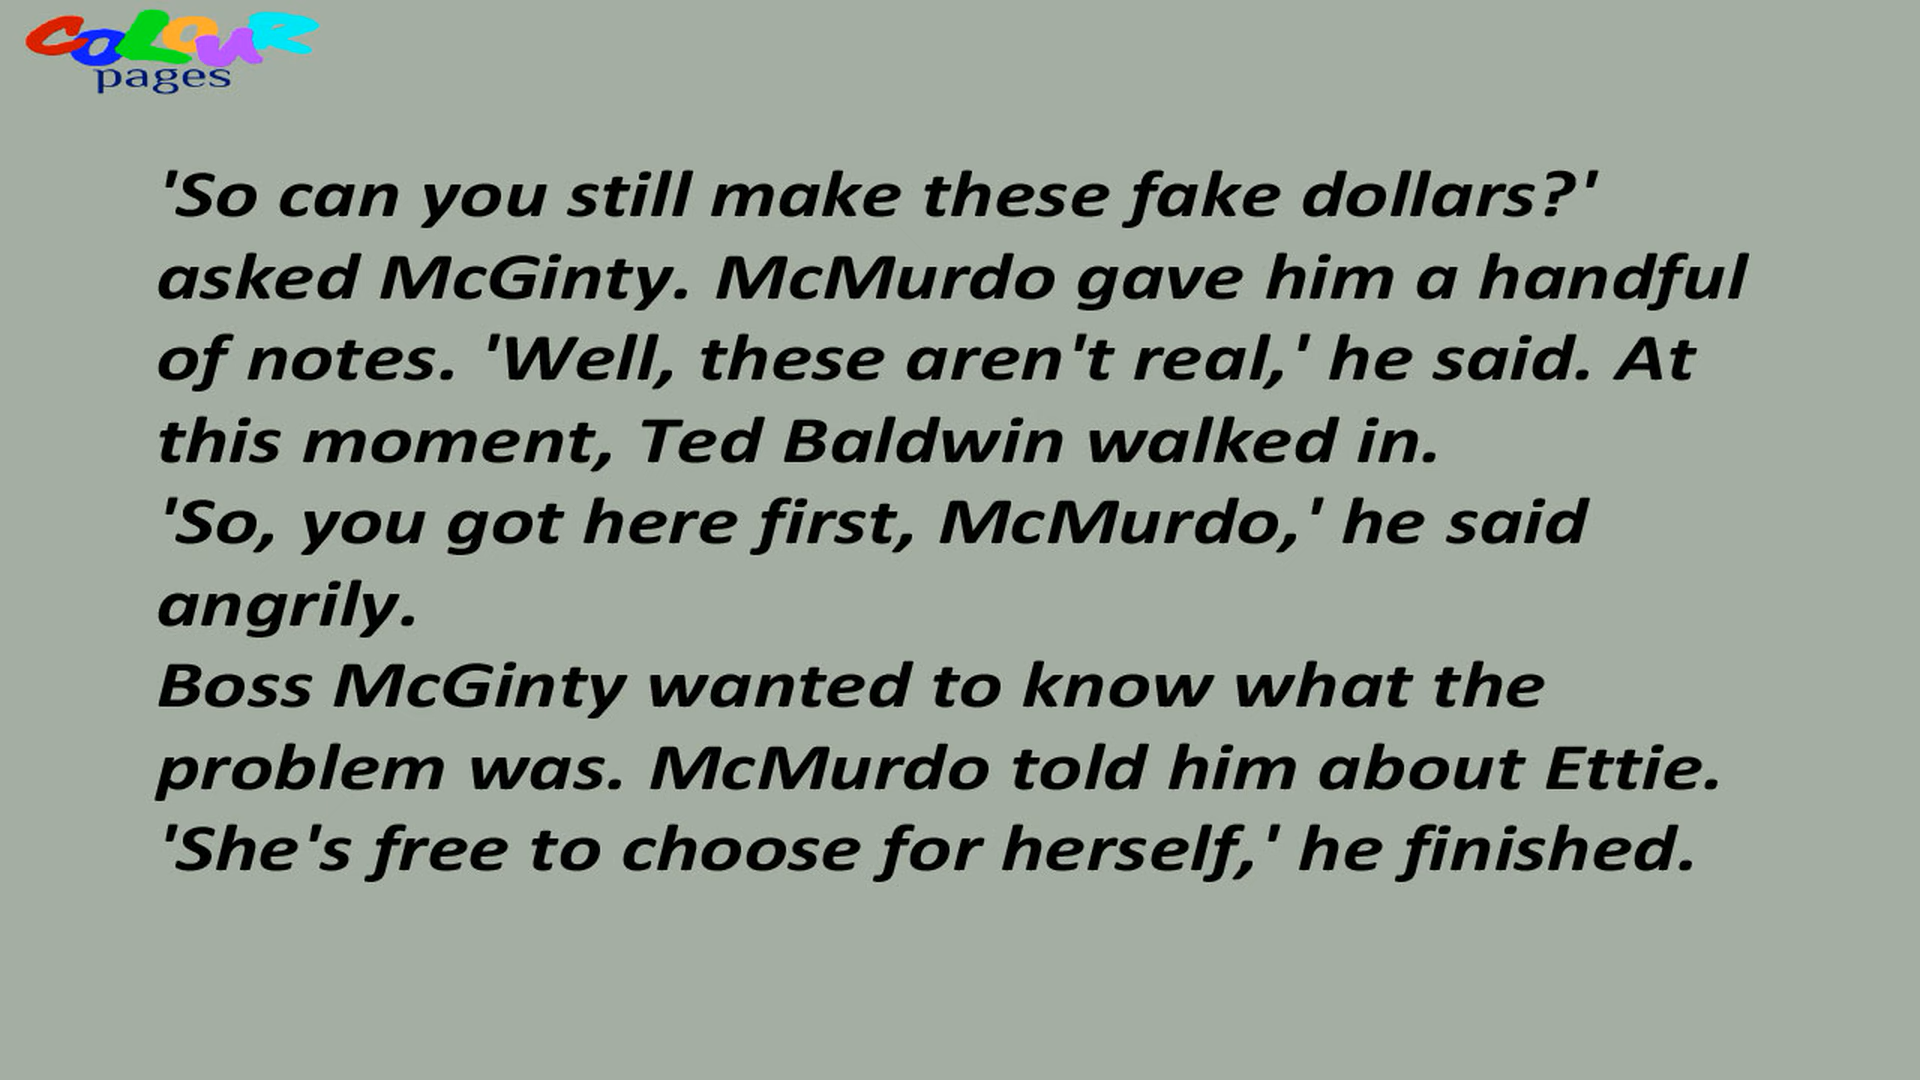 COLOUR
pages
'So can you still make these fake dollars?'
asked McGinty. McMurdo gave him a handful
of notes. 'Well, these aren't real,' he said. At
this moment, Ted Baldwin walked in.
'So, you got here first, McMurdo,' he said
angrily.
Boss McGinty wanted to know what the
problem was. McMurdo told him about Ettie.
'She's free to choose for herself,' he finished.